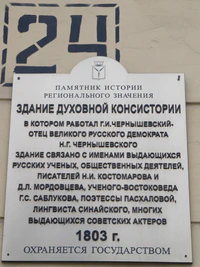 24
ПАМЯТНИК ИСТОРИИ
РЕГИОНАЛЬНОГО ЗНАЧЕНИЯ
ЗДАНИЕ ДУХОВНОЙ КОНСИСТОРИИ
В КОТОРОМ РАБОТАЛ Г.И.ЧЕРНЫШЕВСКИЙ-
ОТЕЦ ВЕЛИКОГО РУССКОГО ДЕМОКРАТА
Н.Г. ЧЕРНЫШЕВСКОГО
ЗДАНИЕ СВЯЗАНО С ИМЕНАМИ ВЫДАЮЩИХСЯ
РУССКИХ УЧЕНЫХ, ОБЩЕСТВЕННЫХ ДЕЯТЕЛЕЙ,
ПИСАТЕЛЕЙ Н.И. КОСТОМАРОВА И
Д.Л. МОРДОВЦЕВА, УЧЕНОГО-ВОСТОКОВЕДА
Г.С. САБЛУКОВА, ПОЭТЕССЫ ПАСХАЛОВОЙ,
ЛИНГВИСТА СИНАЙСКОГО, МНОГИХ
ВЫДАЮЩИХСЯ СОВЕТСКИХ АКТЕРОВ
1803 г.
ОХРАНЯЕТСЯ ГОСУДАРСТВОМ